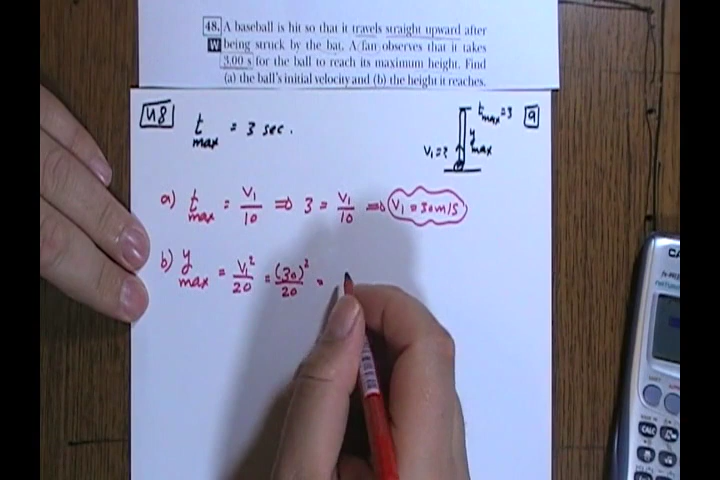 48. A baseball is hit so that it travels straight upward after
W being struck by the bat. A fan observes that it takes
3.00 s for the ball to reach its maximum height. Find
(a) the ball's initial velocity and (b) the height it reaches.
48 t max = 3 sec.
t max = 3 9
y max
V1 = ?
a) t max = V1/10 ⇒ 3 = V1/10 ⇒ V1 = 30 m/s
b) y max = V1²/20 = (30)²/20 =
CALC